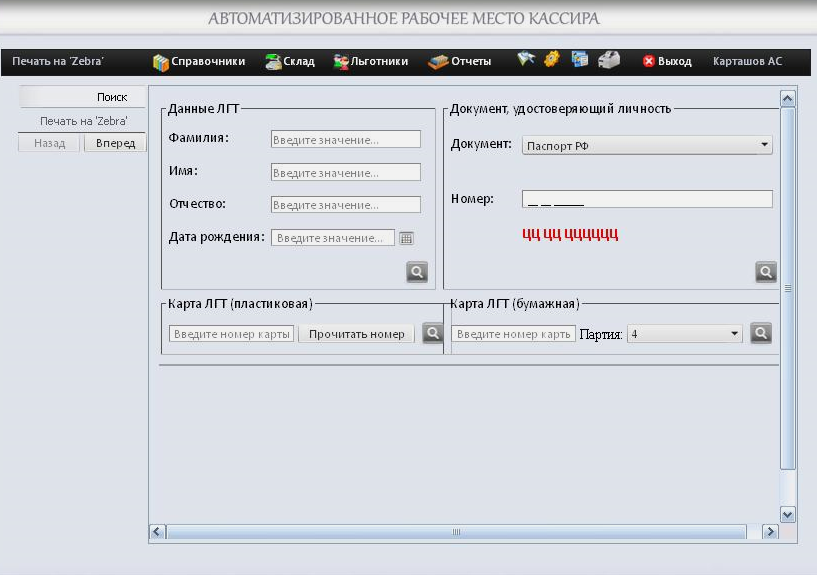 АВТОМАТИЗИРОВАННОЕ РАБОЧЕЕ МЕСТО КАССИРА
Печать на 'Zebra' Справочники Склад Льготники Отчеты Выход Карташов АС
Поиск
Печать на 'Zebra'
Назад Вперед
Данные ЛГТ
Фамилия: Введите значение...
Имя: Введите значение...
Отчество: Введите значение...
Дата рождения: Введите значение...
Документ, удостоверяющий личность
Документ: Паспорт РФ
Номер: __ __ ______
ЦЦ ЦЦ ЦЦЦЦЦЦ
Карта ЛГТ (пластиковая)
Введите номер карты Прочитать номер
Карта ЛГТ (бумажная)
Введите номер карть Партия: 4